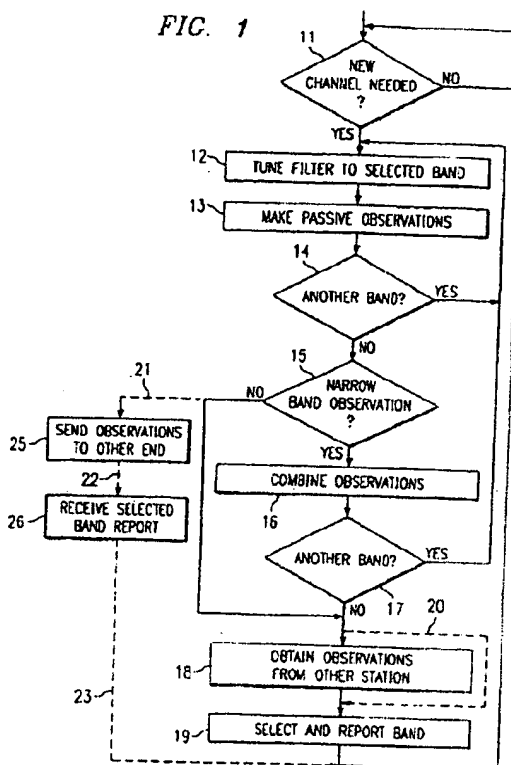 FIG. 1
11
NEW
CHANNEL NEEDED
?
NO
YES
12
TUNE FILTER TO SELECTED BAND
13
MAKE PASSIVE OBSERVATIONS
14
ANOTHER BAND?
YES
NO
15
NARROW
BAND OBSERVATION
?
NO
YES
21
25
SEND OBSERVATIONS
TO OTHER END
22
26
RECEIVE SELECTED
BAND REPORT
COMBINE OBSERVATIONS
16
ANOTHER BAND?
YES
17
NO
20
18
OBTAIN OBSERVATIONS
FROM OTHER STATION
23
19
SELECT AND REPORT BAND